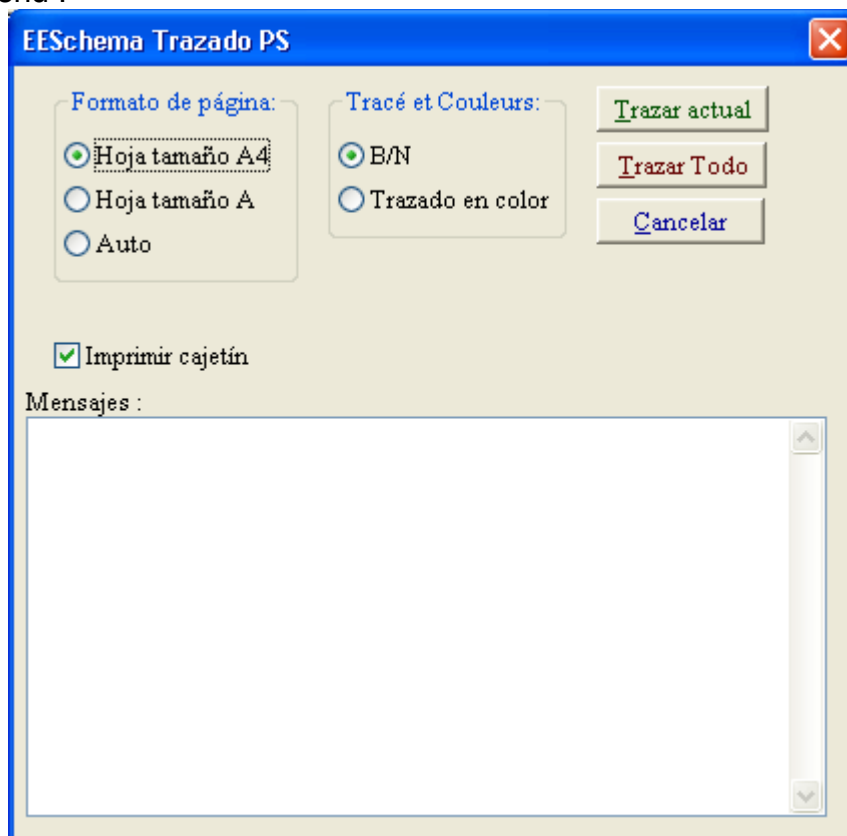 EESchema Trazado PS
Formato de página:
Hoja tamaño A4
Hoja tamaño A
Auto
Tracé et Couleurs:
B/N
Trazado en color
Trazar actual
Trazar Todo
Cancelar
Imprimir cajetín
Mensajes :